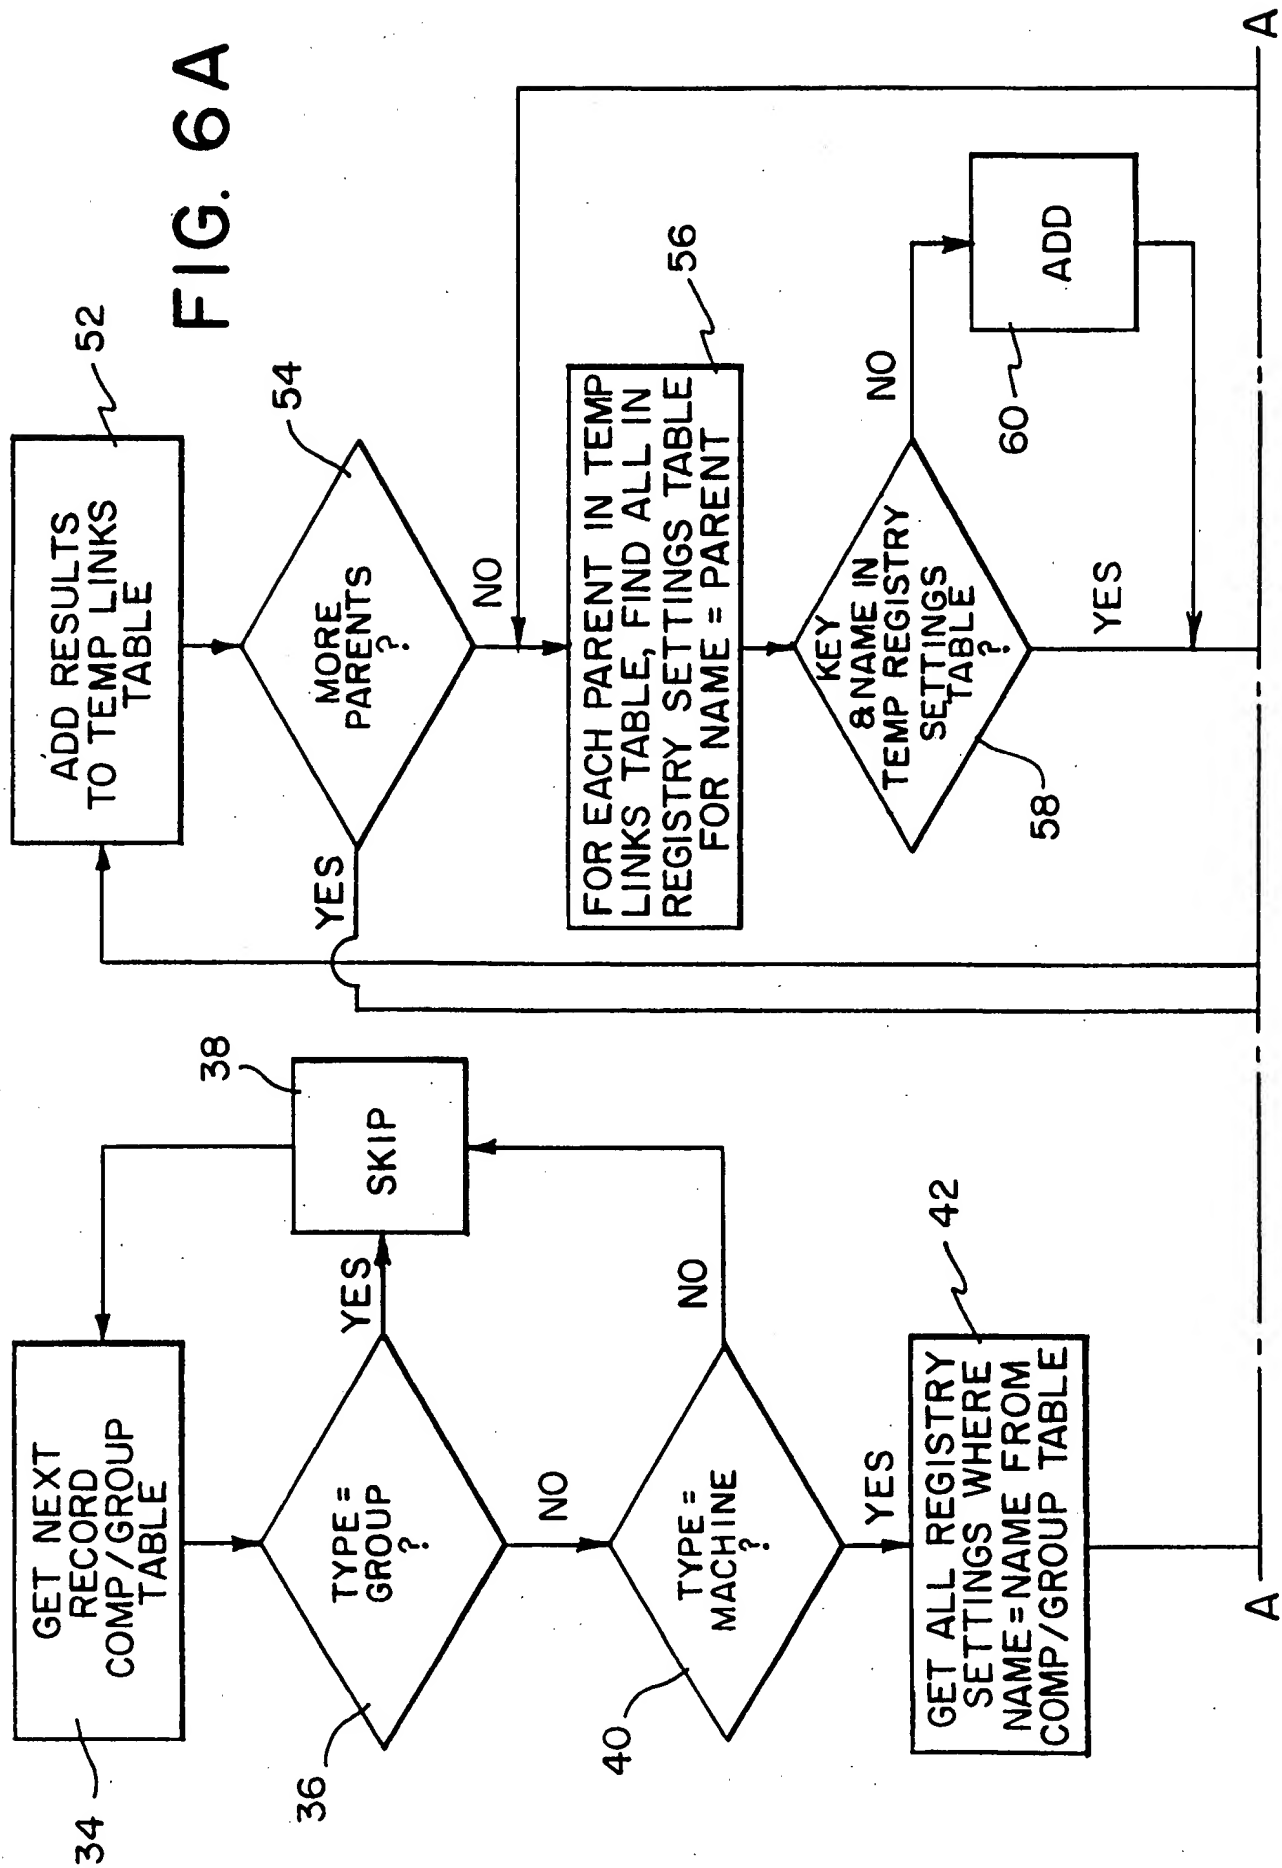 FIG. 6A
34
GET NEXT
RECORD
COMP/GROUP
TABLE
36
TYPE =
GROUP
?
YES
38
SKIP
NO
40
TYPE =
MACHINE
?
NO
YES
42
GET ALL REGISTRY
SETTINGS WHERE
NAME = NAME FROM
COMP/GROUP TABLE
52
ADD RESULTS
TO TEMP LINKS
TABLE
54
MORE
PARENTS
?
YES
NO
56
FOR EACH PARENT IN TEMP
LINKS TABLE, FIND ALL IN
REGISTRY SETTINGS TABLE
FOR NAME = PARENT
58
KEY
& NAME IN
TEMP REGISTRY
SETTINGS
TABLE
?
NO
60
ADD
YES
A
A